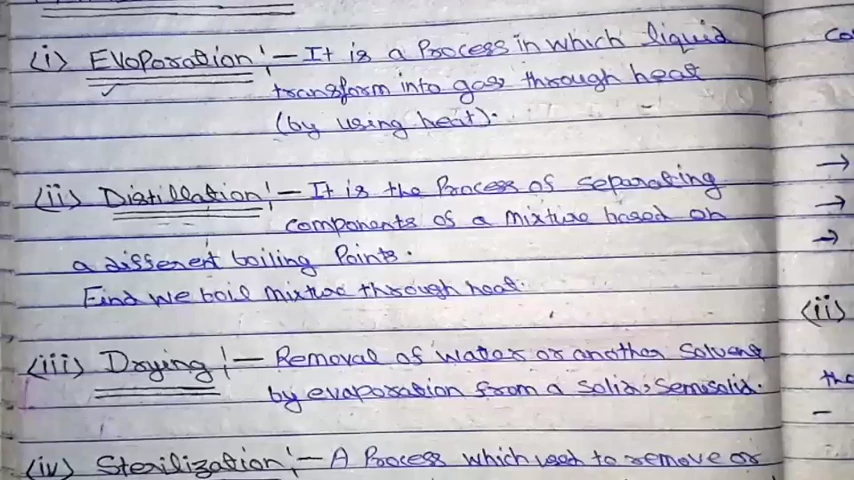 (i) Evaporation :- It is a Process in which liquid
transform into gas through heat
(by using heat).
(ii) Distillation :- It is the Process of separating
components of a mixture based on
a different boiling Points.
Find we boil mixture through heat.
(iii) Drying :- Removal of water or another solvent
by evaporation from a solid, semisolid.
(iv) Sterilization :- A Process which used to remove or
→
→
→
(ii)
-